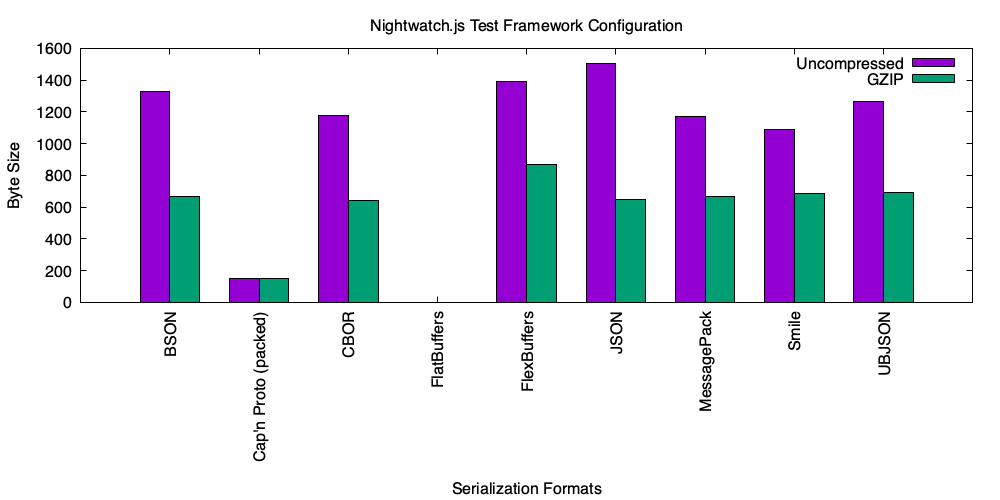 Nightwatch.js Test Framework Configuration
Uncompressed
GZIP
Byte Size
1600
1400
1200
1000
800
600
400
200
0
BSON
Cap'n Proto (packed)
CBOR
FlatBuffers
FlexBuffers
JSON
MessagePack
Smile
UBJSON
Serialization Formats